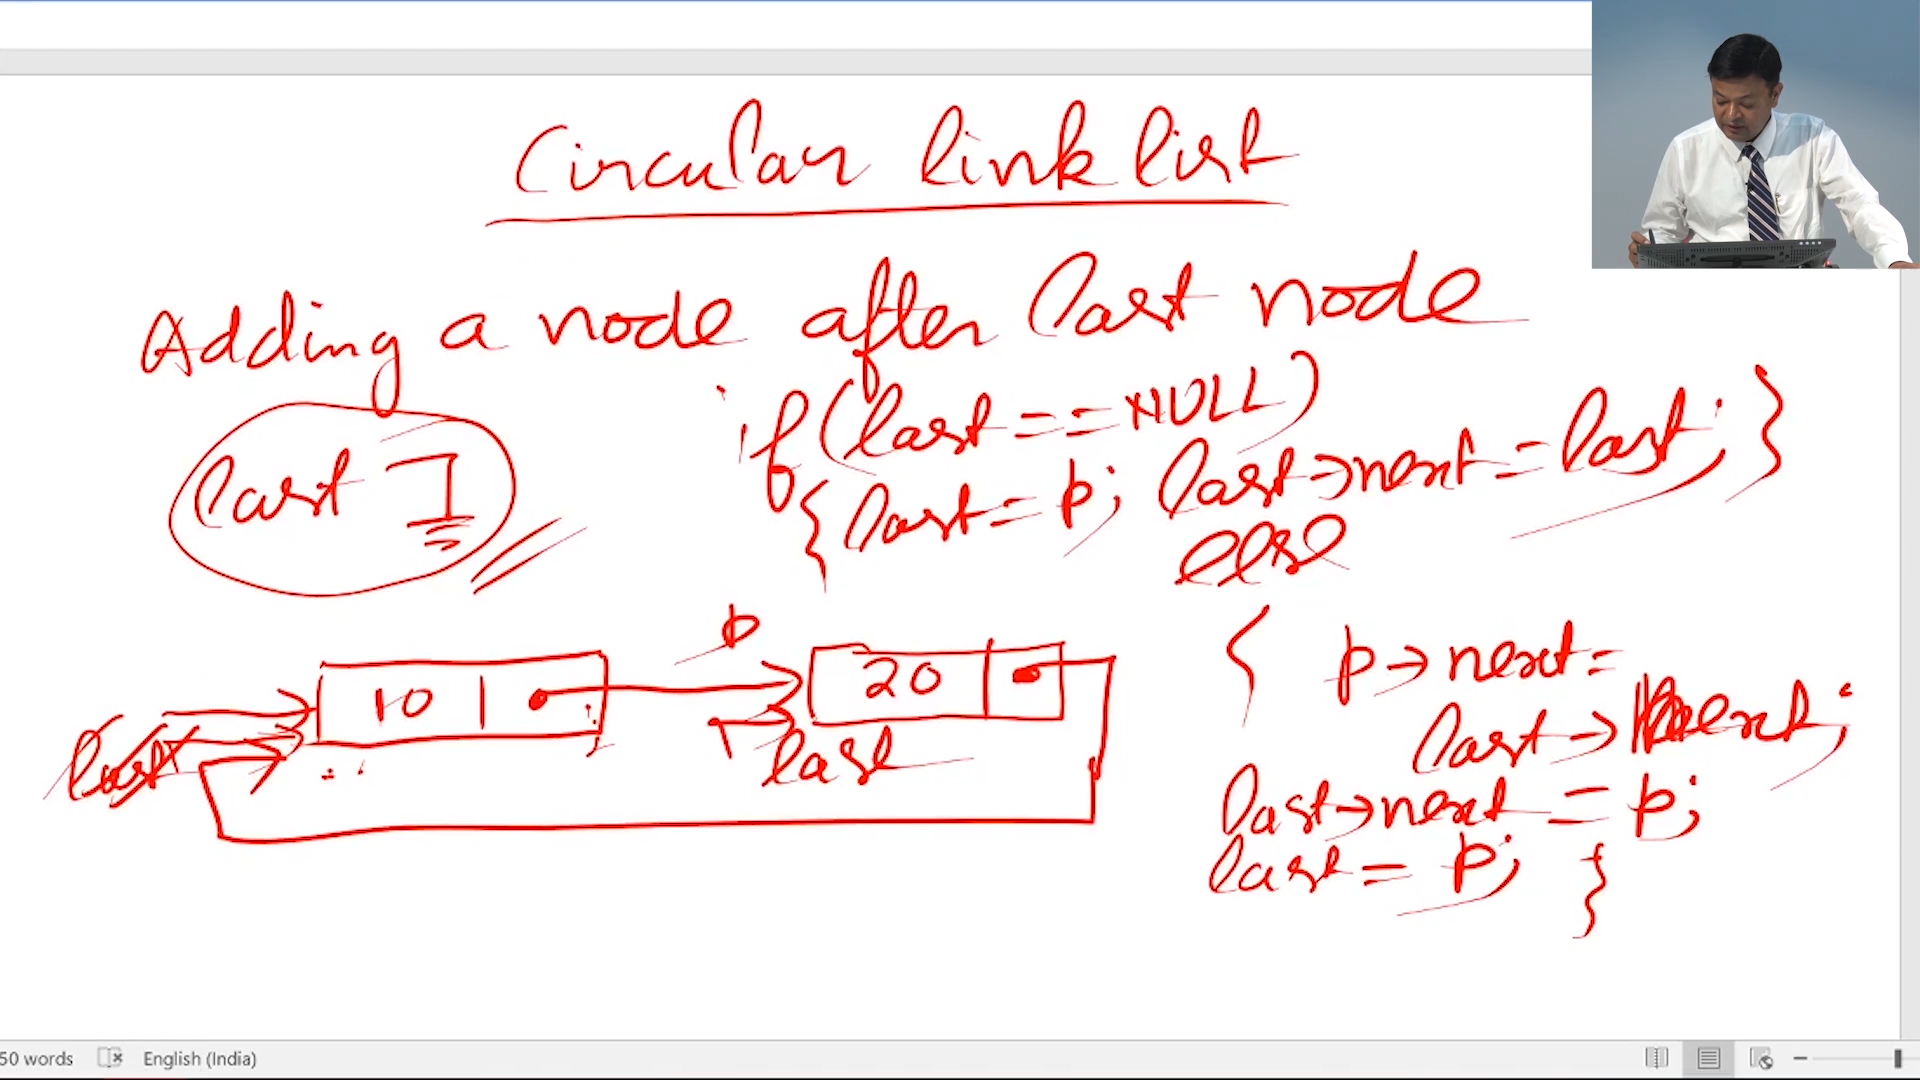 Circular link list
Adding a node after last node
if (last == NULL)
{ last = p; last→next = last; }
last
else
p
{ p→next =
10
20
last→next;
last
last
last→next = p;
last = p; }
50 words English (India)